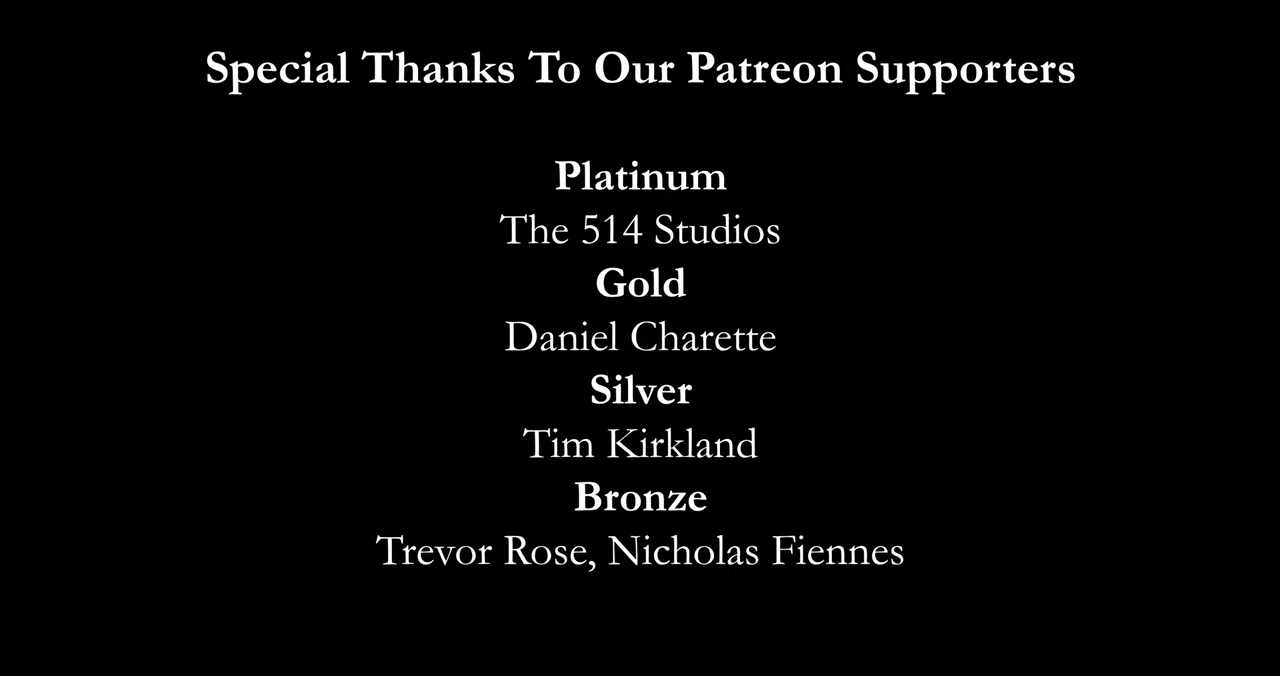 Special Thanks To Our Patreon Supporters
Platinum
The 514 Studios
Gold
Daniel Charette
Silver
Tim Kirkland
Bronze
Trevor Rose, Nicholas Fiennes